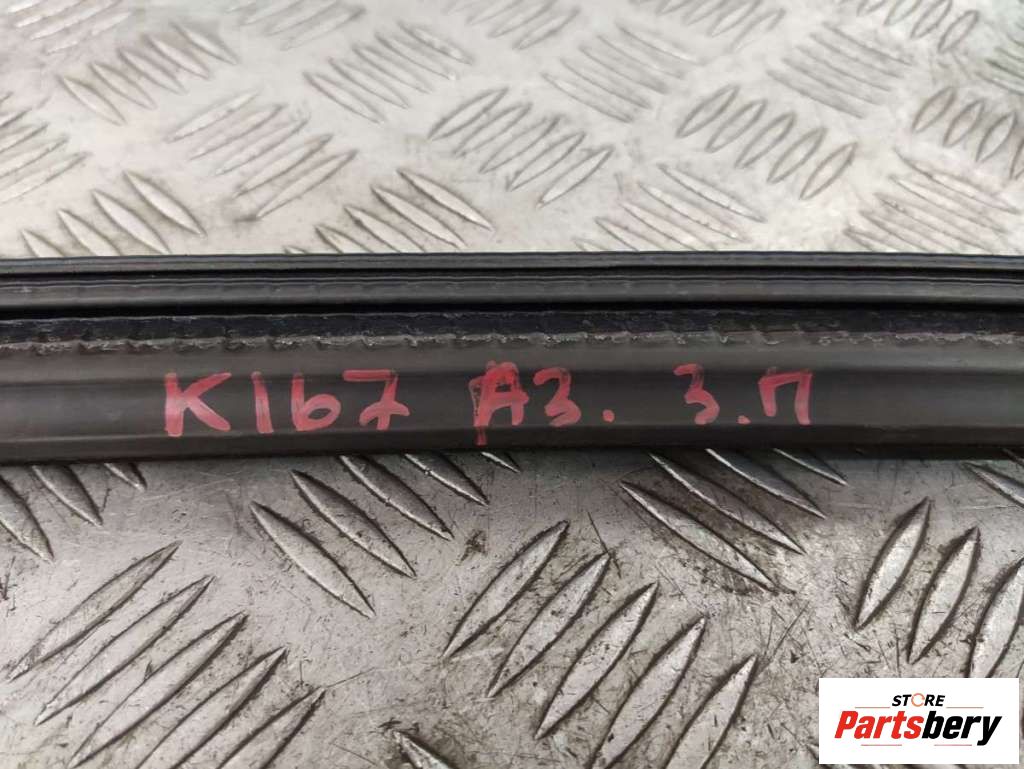 K167 A3. 3.П
STORE
Partsbery